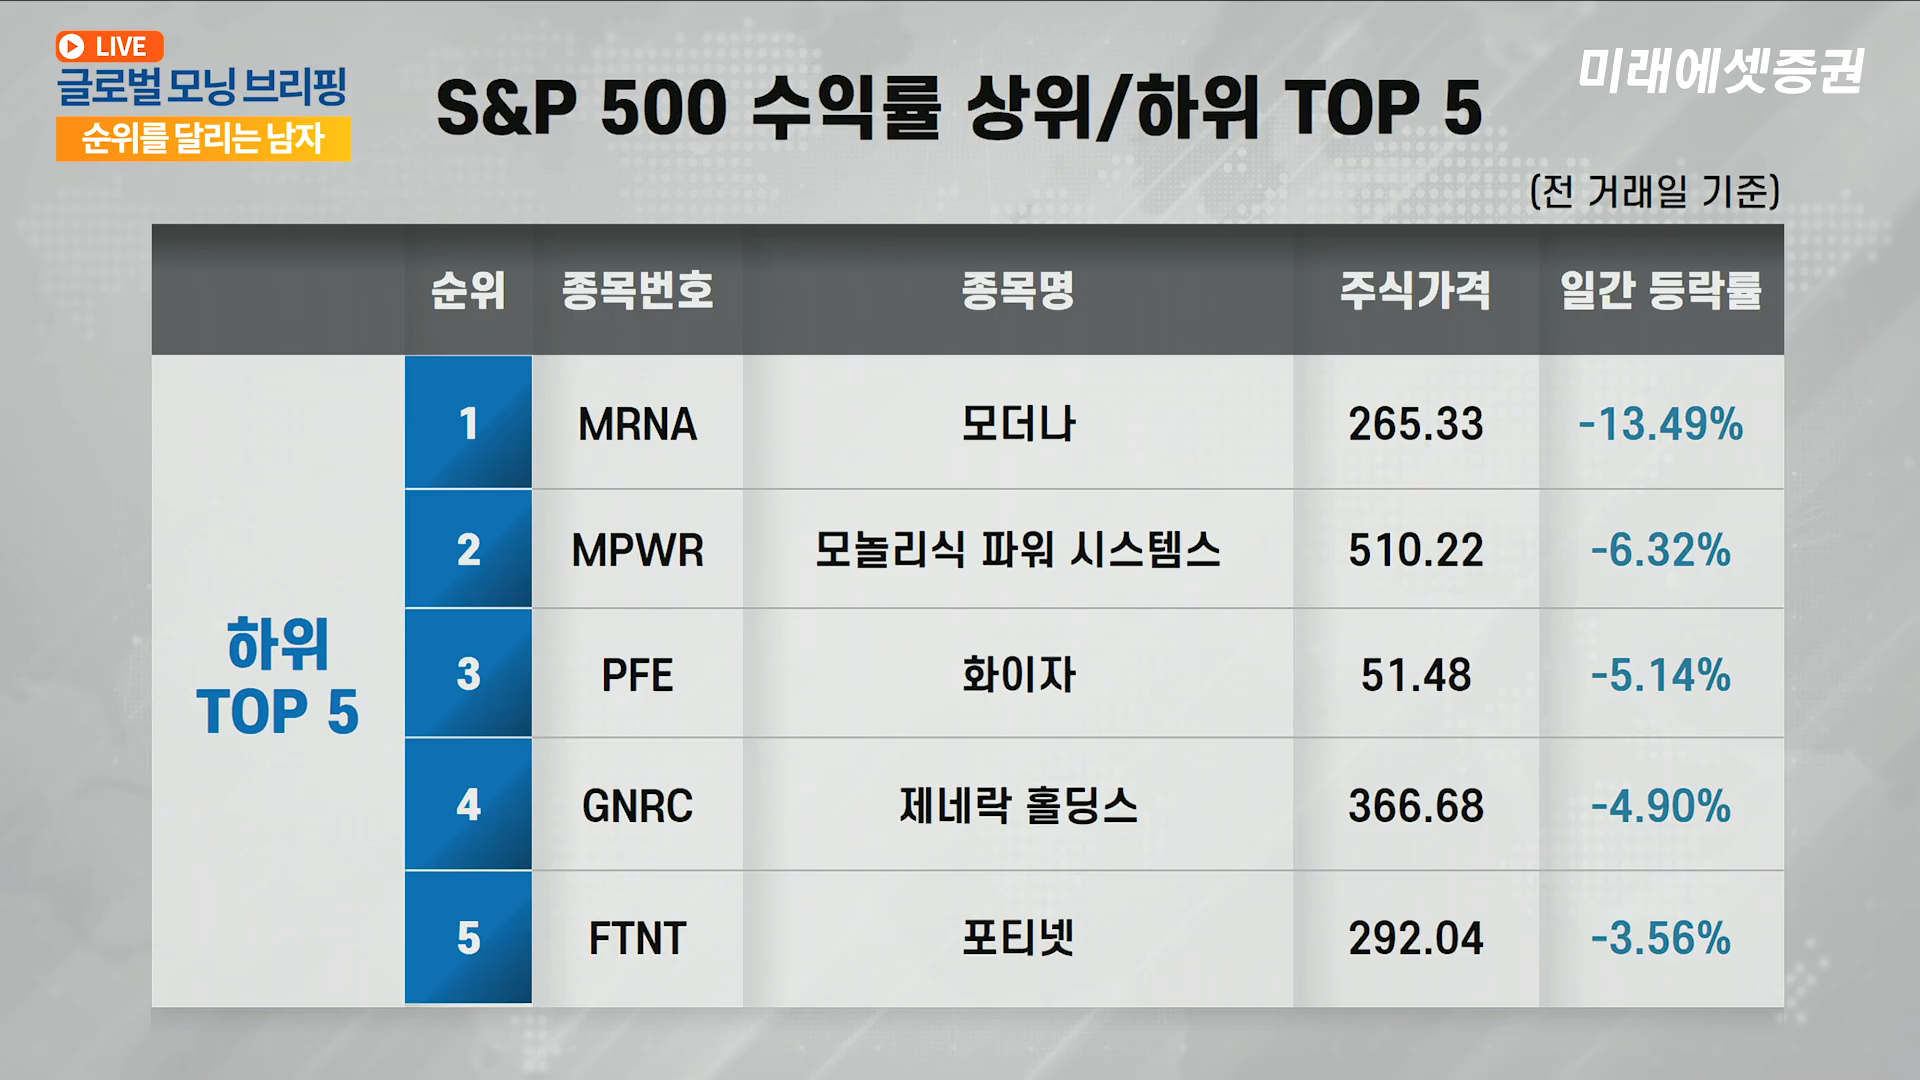 LIVE
글로벌 모닝 브리핑
순위를 달리는 남자
S&P 500 수익률 상위/하위 TOP 5
미래에셋증권
(전 거래일 기준)
순위 종목번호 종목명 주식가격 일간 등락률
하위
TOP 5
1 MRNA 모더나 265.33 -13.49%
2 MPWR 모놀리식 파워 시스템스 510.22 -6.32%
3 PFE 화이자 51.48 -5.14%
4 GNRC 제네락 홀딩스 366.68 -4.90%
5 FTNT 포티넷 292.04 -3.56%